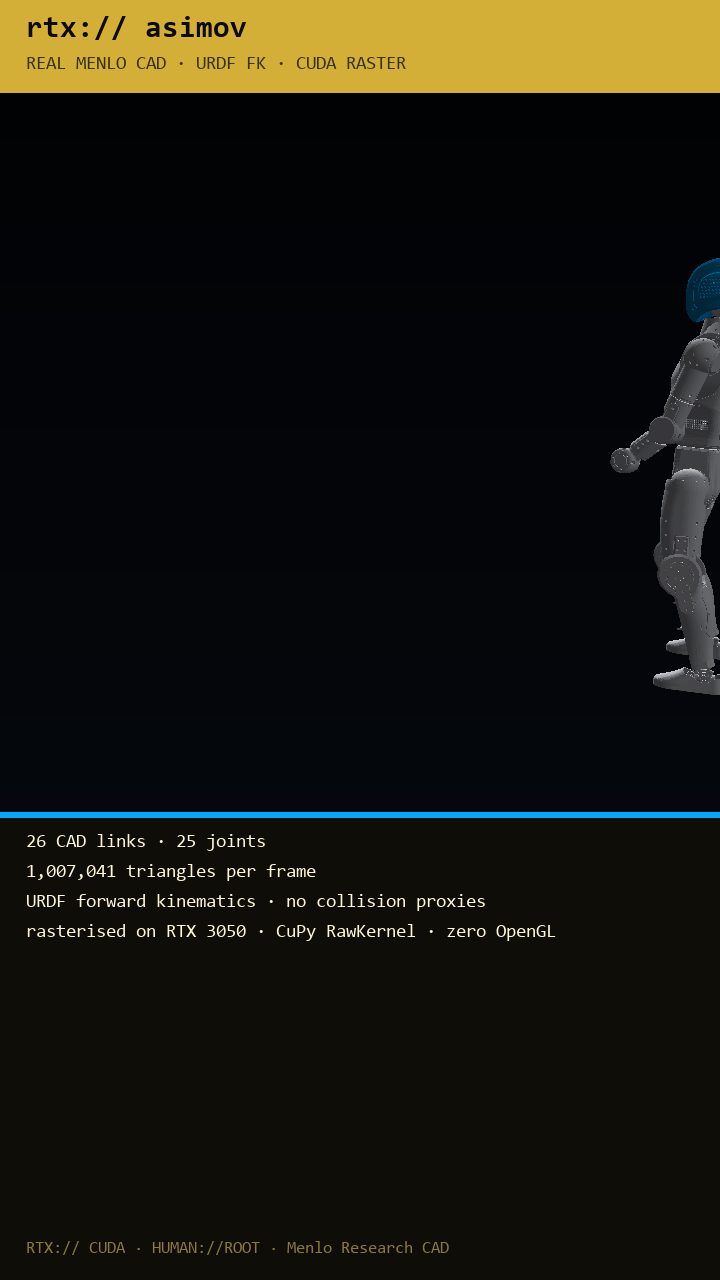 rtx:// asimov
REAL MENLO CAD · URDF FK · CUDA RASTER
26 CAD links · 25 joints
1,007,041 triangles per frame
URDF forward kinematics · no collision proxies
rasterised on RTX 3050 · CuPy RawKernel · zero OpenGL
RTX:// CUDA · HUMAN://ROOT · Menlo Research CAD